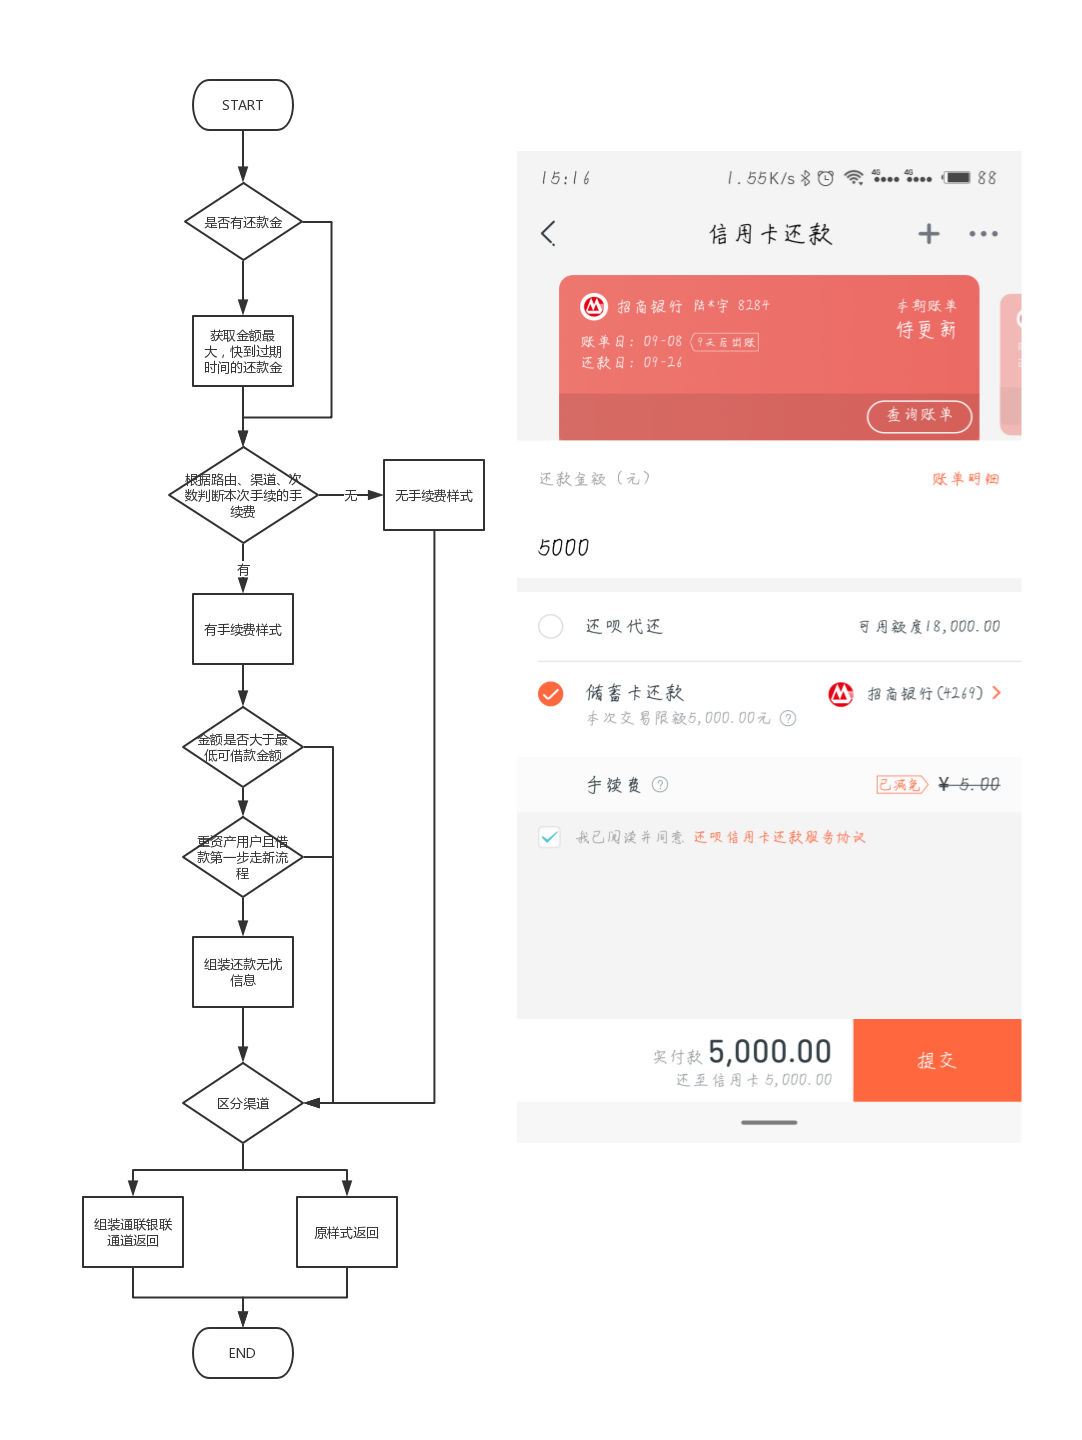 START
是否有还款金
获取金额最
大，快到过期
时间的还款金
根据路由、渠道、次
数判断本次手续的手
续费
无
无手续费样式
有
有手续费样式
金额是否大于最
低可借款金额
重资产用户且借
款第一步走新流
程
组装还款无忧
信息
区分渠道
组装通联银联
通道返回
原样式返回
END
15:16
1.55K/s
4G
4G
88
信用卡还款
招商银行 陆*宇 8284
本期账单
待更新
账单日: 09-08
9天后出账
还款日: 09-26
查询账单
还款金额（元）
账单明细
5000
还呗代还
可用额度18,000.00
储蓄卡还款
招商银行(4269)
本次交易限额5,000.00元
手续费
已减免
¥ 5.00
我已阅读并同意 还呗信用卡还款服务协议
实付款 5,000.00
还至信用卡 5,000.00
提交